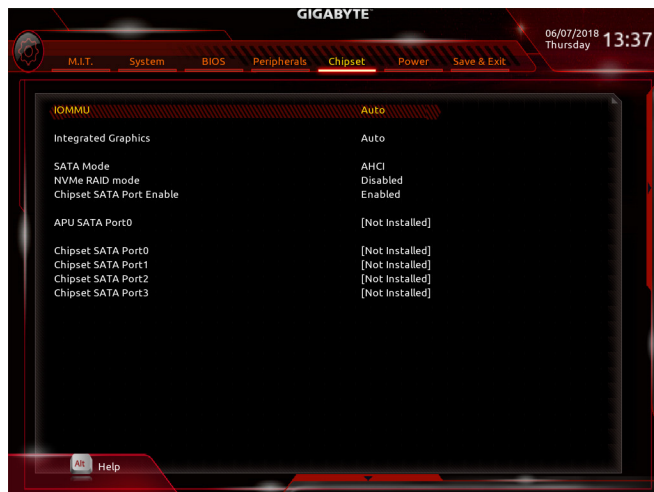 GIGABYTE™
06/07/2018 Thursday 13:37
M.I.T. System BIOS Peripherals Chipset Power Save & Exit
IOMMU Auto
Integrated Graphics Auto
SATA Mode AHCI
NVMe RAID mode Disabled
Chipset SATA Port Enable Enabled
APU SATA Port0 [Not Installed]
Chipset SATA Port0 [Not Installed]
Chipset SATA Port1 [Not Installed]
Chipset SATA Port2 [Not Installed]
Chipset SATA Port3 [Not Installed]
Alt Help